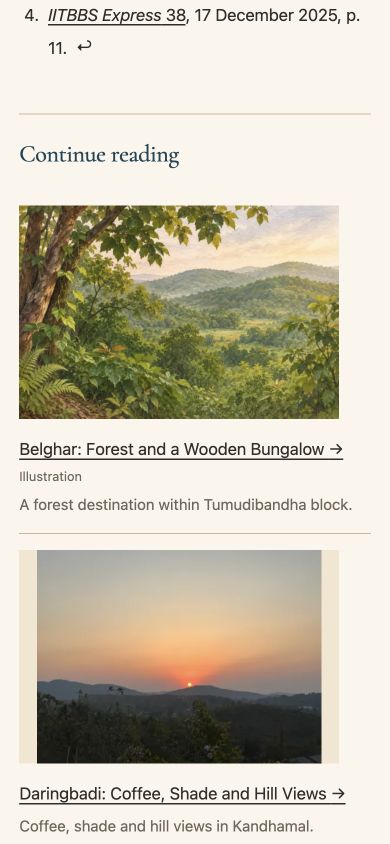 4. IITBBS Express 38, 17 December 2025, p.
11. ↩
Continue reading
Belghar: Forest and a Wooden Bungalow →
Illustration
A forest destination within Tumudibandha block.
Daringbadi: Coffee, Shade and Hill Views →
Coffee, shade and hill views in Kandhamal.